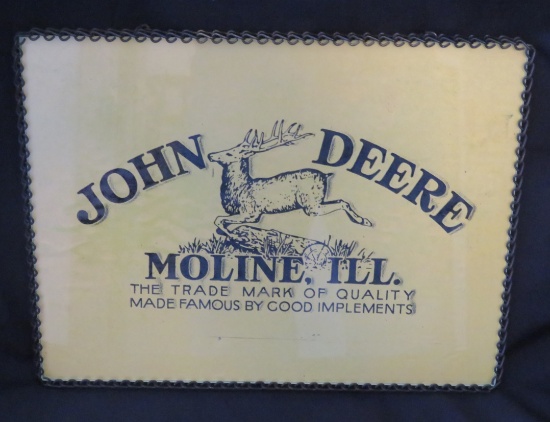 JOHN DEERE
MOLINE, ILL.
THE TRADE MARK OF QUALITY
MADE FAMOUS BY GOOD IMPLEMENTS